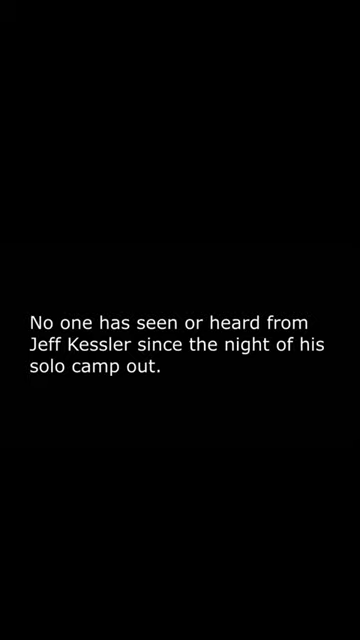 No one has seen or heard from
Jeff Kessler since the night of his
solo camp out.